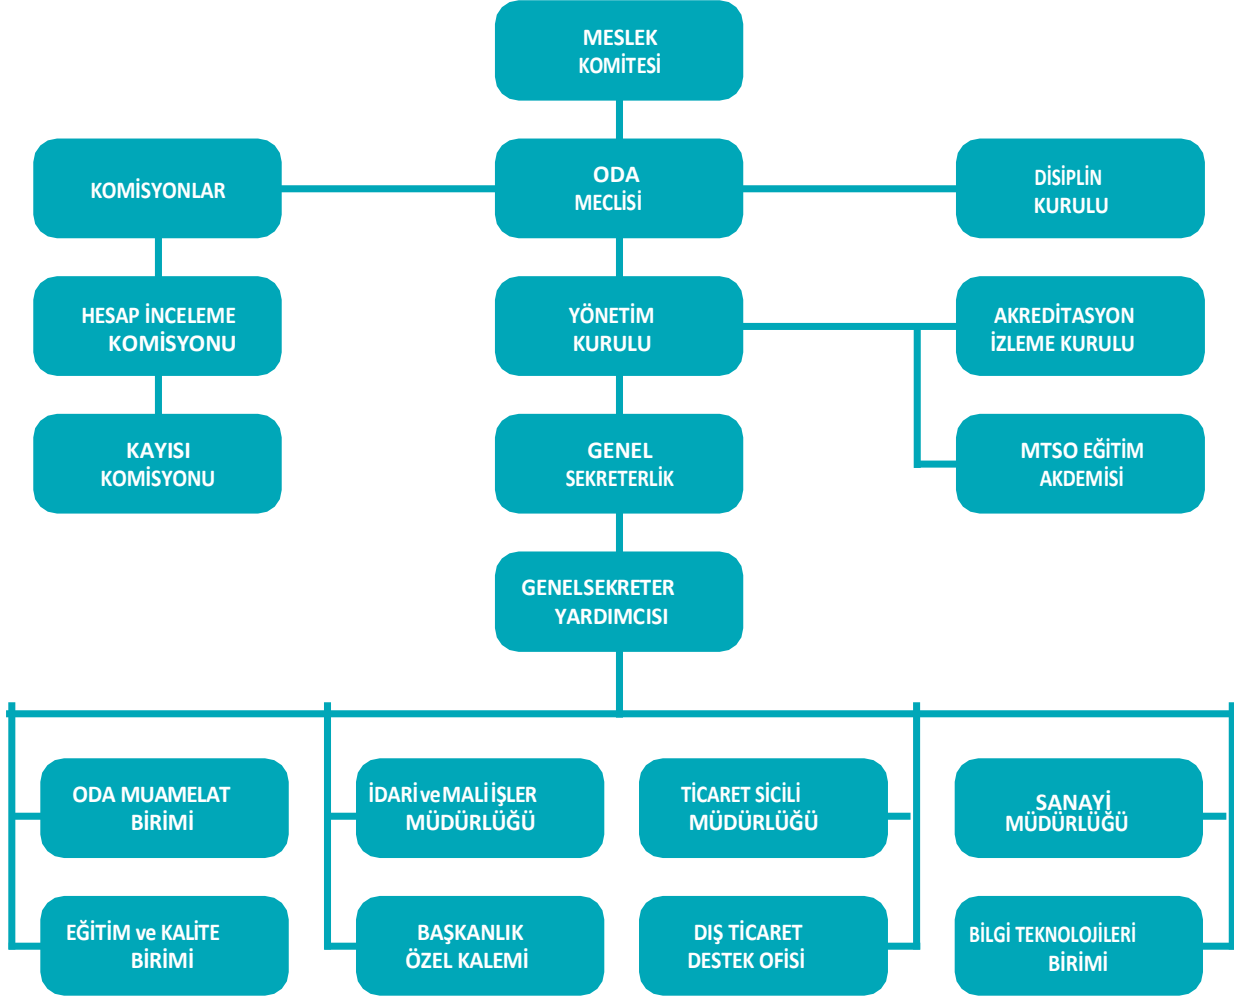 MESLEK
KOMİTESİ
KOMİSYONLAR
ODA
MECLİSİ
DİSİPLİN
KURULU
HESAP İNCELEME
KOMİSYONU
YÖNETİM
KURULU
AKREDİTASYON
İZLEME KURULU
KAYISI
KOMİSYONU
GENEL
SEKRETERLİK
MTSO EĞİTİM
AKDEMİSİ
GENELSEKRETER
YARDIMCISI
ODA MUAMELAT
BİRİMİ
İDARİ ve MALİ İŞLER
MÜDÜRLÜĞÜ
TİCARET SİCİLİ
MÜDÜRLÜĞÜ
SANAYİ
MÜDÜRLÜĞÜ
EĞİTİM ve KALİTE
BİRİMİ
BAŞKANLIK
ÖZEL KALEMİ
DIŞ TİCARET
DESTEK OFİSİ
BİLGİ TEKNOLOJİLERİ
BİRİMİ